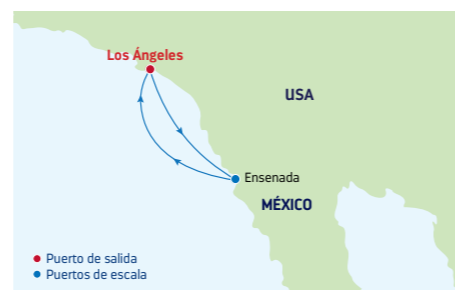 Los Ángeles
USA
Ensenada
MÉXICO
Puerto de salida
Puertos de escala